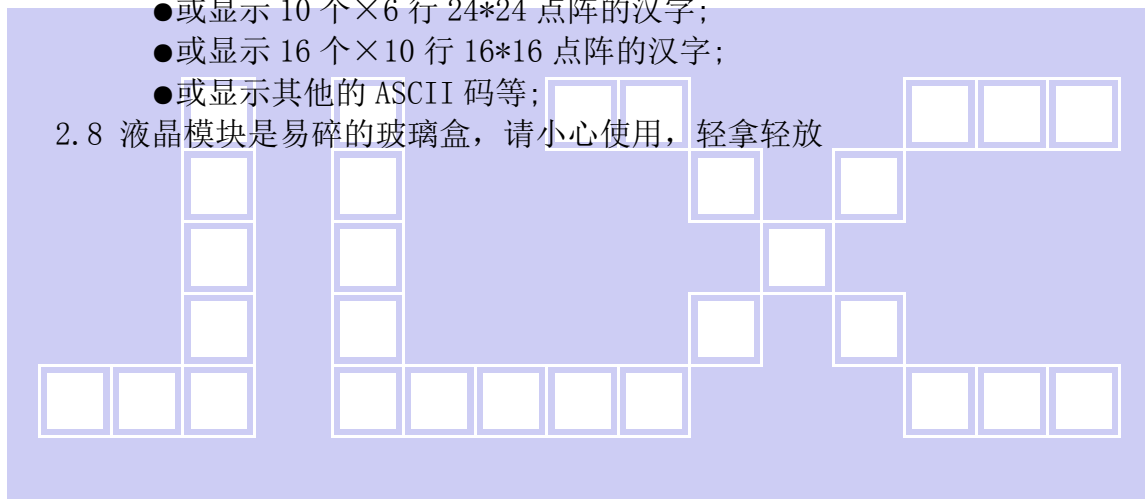 ●或显示 10 个×6 行 24*24 点阵的汉字;
●或显示 16 个×10 行 16*16 点阵的汉字;
●或显示其他的 ASCII 码等;
2.8 液晶模块是易碎的玻璃盒，请小心使用，轻拿轻放